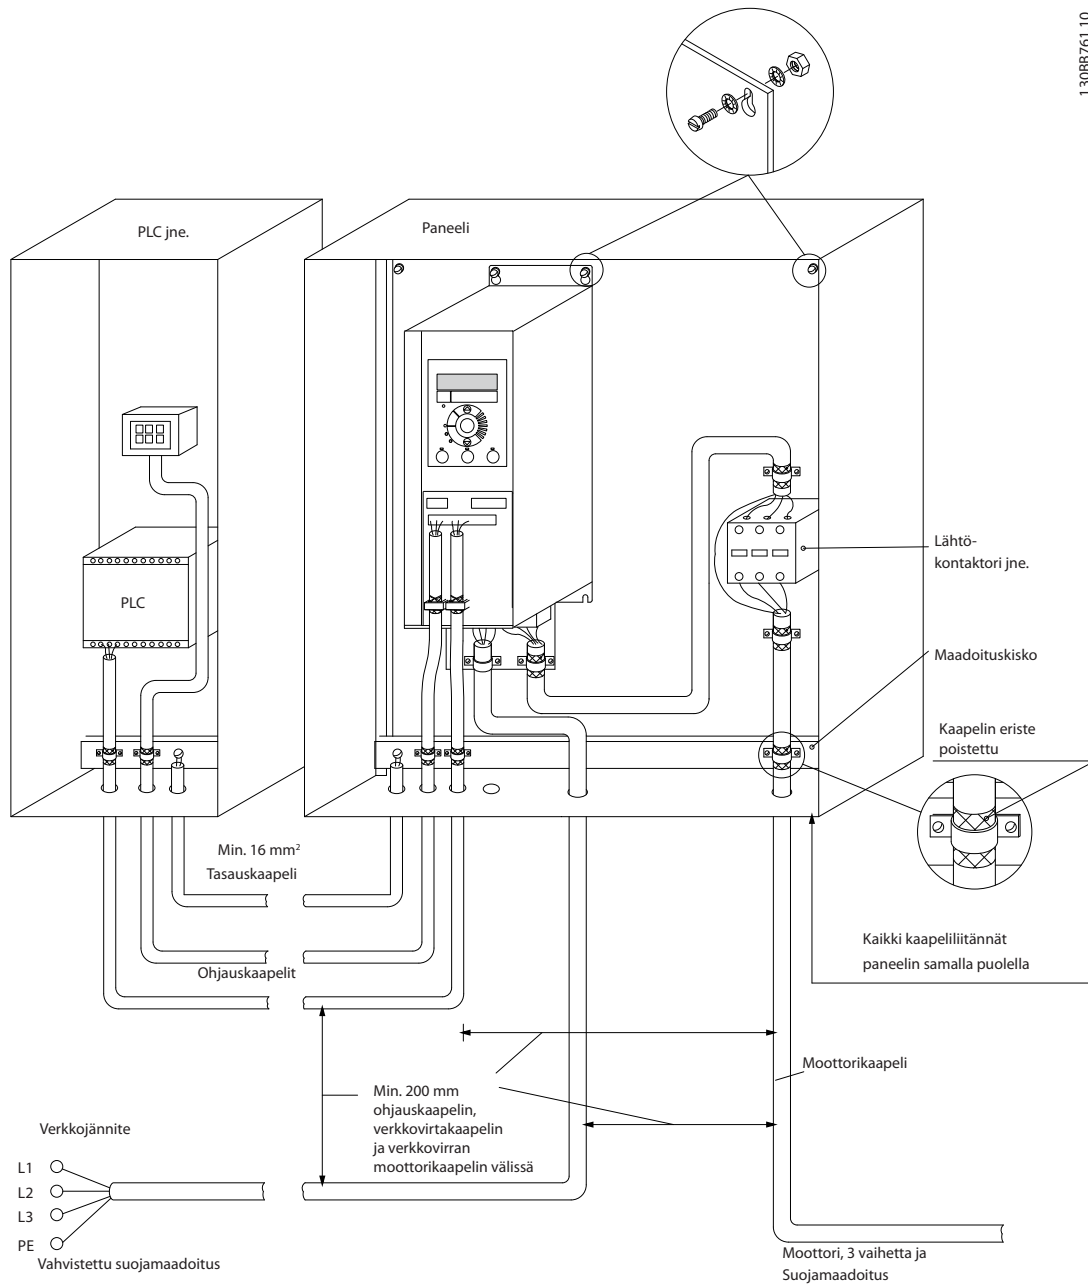 130BB761.10
PLC jne.
Paneeli
PLC
Lähtö-
kontaktori jne.
Maadoituskisko
Kaapelin eriste
poistettu
Min. 16 mm²
Tasauskaapeli
Kaikki kaapeliliitännät
paneelin samalla puolella
Ohjauskaapelit
Moottorikaapeli
Min. 200 mm
ohjauskaapelin,
verkkovirtakaapelin
ja verkkovirran
moottorikaapelin välissä
Verkkojännite
L1
L2
L3
PE
Vahvistettu suojamaadoitus
Moottori, 3 vaihetta ja
Suojamaadoitus